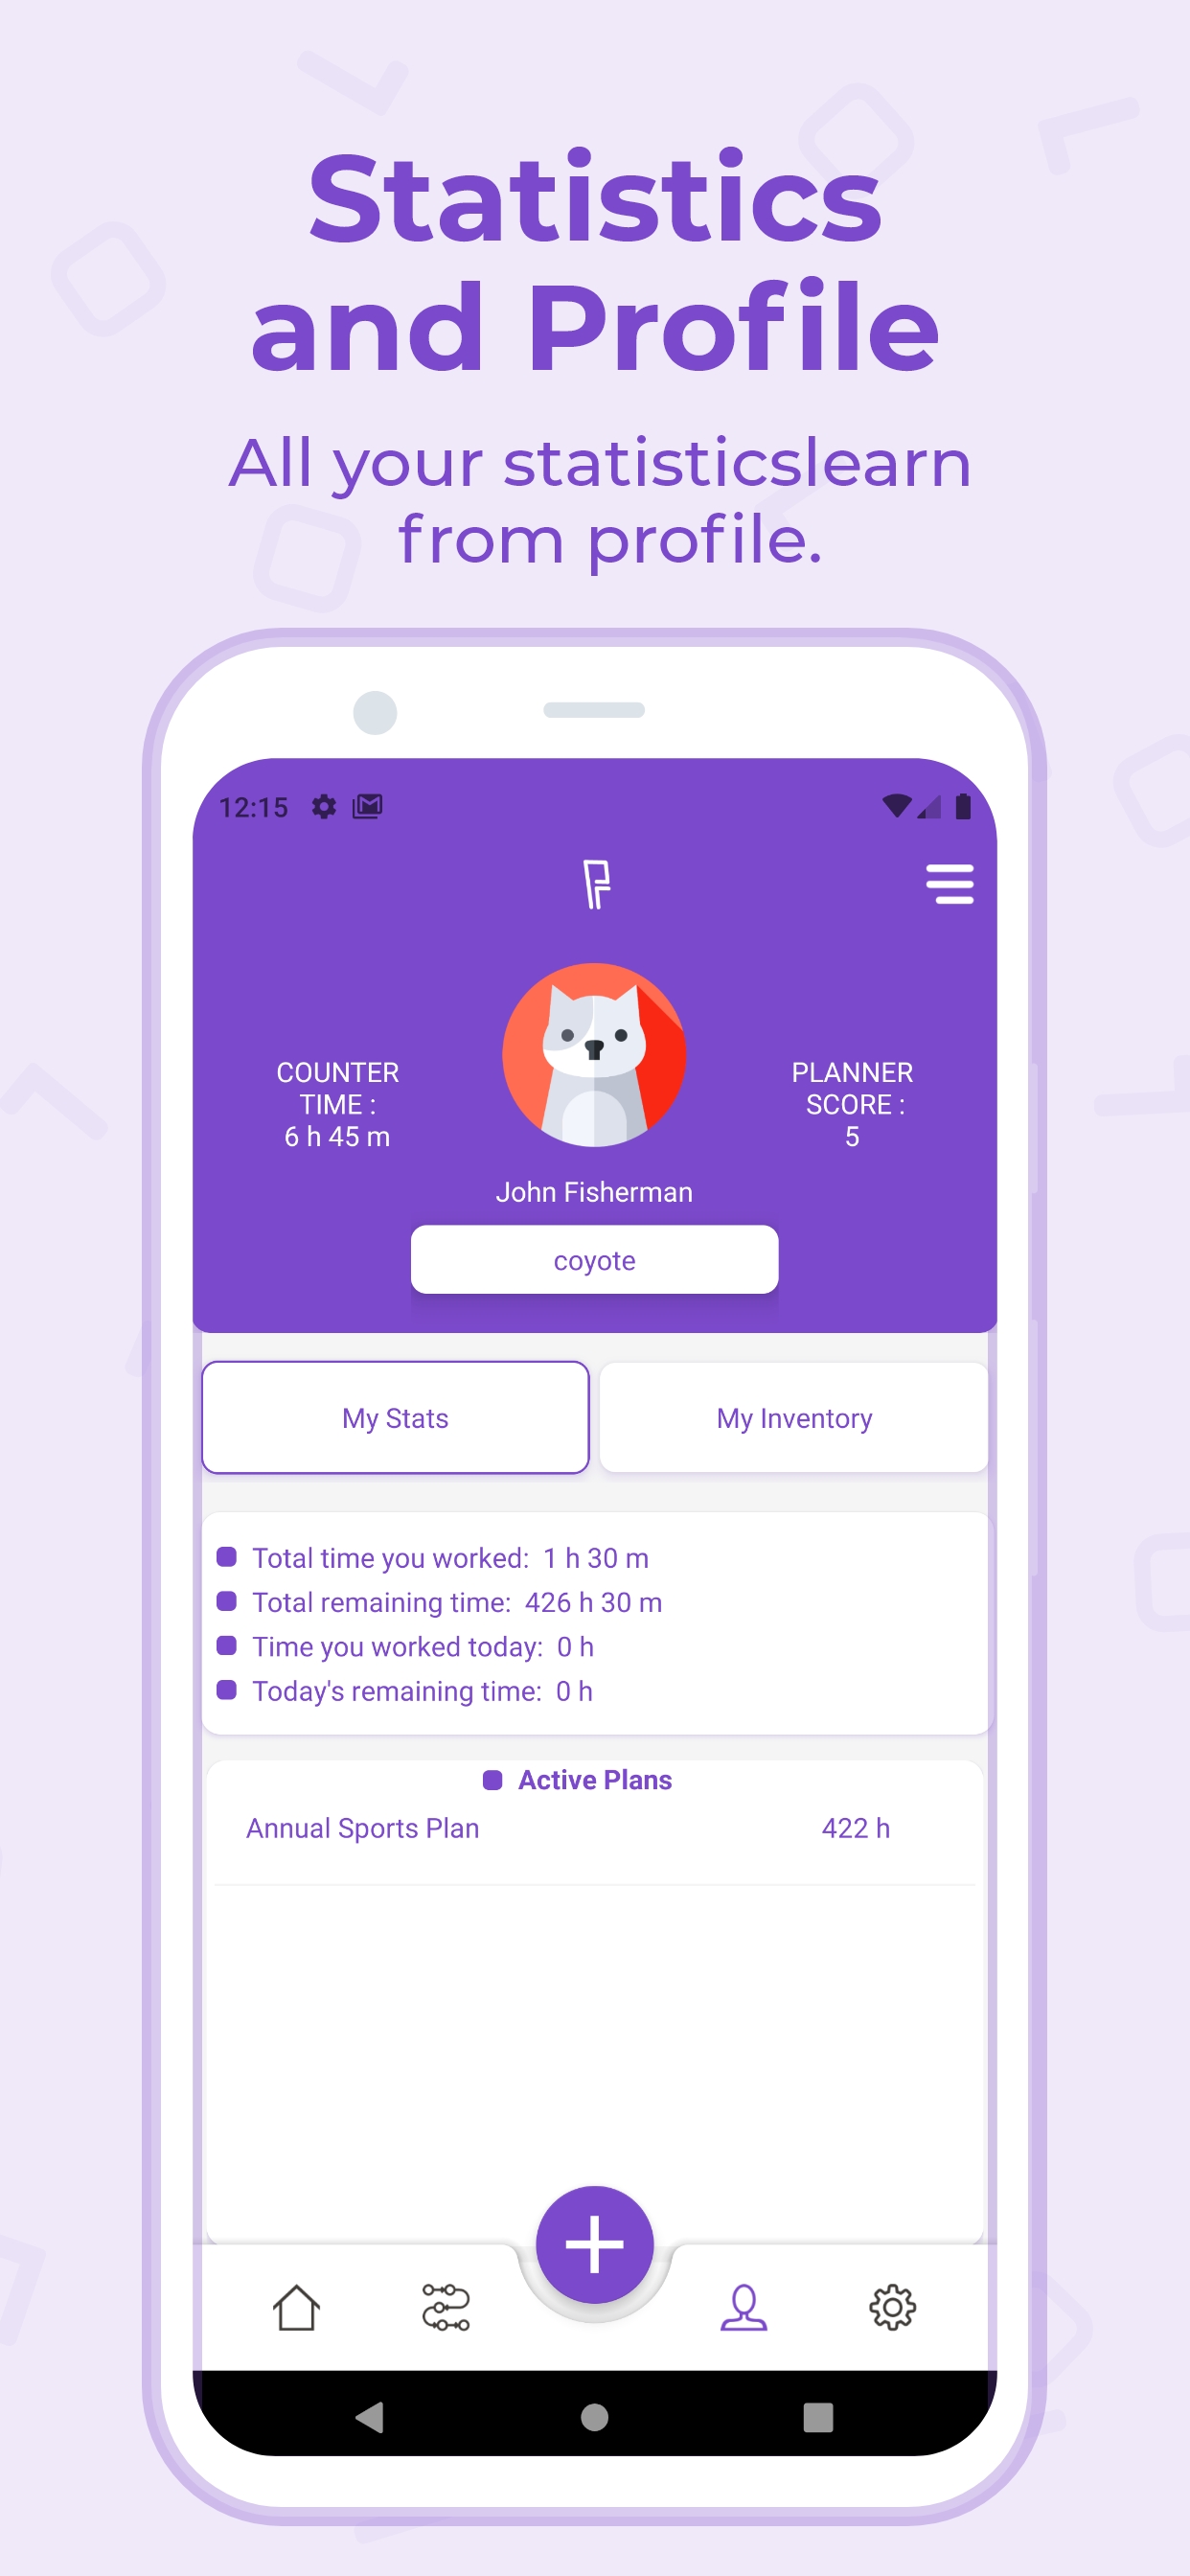 Statistics
and Profile
All your statisticslearn
from profile.
12:15
COUNTER
TIME :
6 h 45 m
PLANNER
SCORE :
5
John Fisherman
coyote
My Stats
My Inventory
Total time you worked: 1 h 30 m
Total remaining time: 426 h 30 m
Time you worked today: 0 h
Today's remaining time: 0 h
Active Plans
Annual Sports Plan 422 h